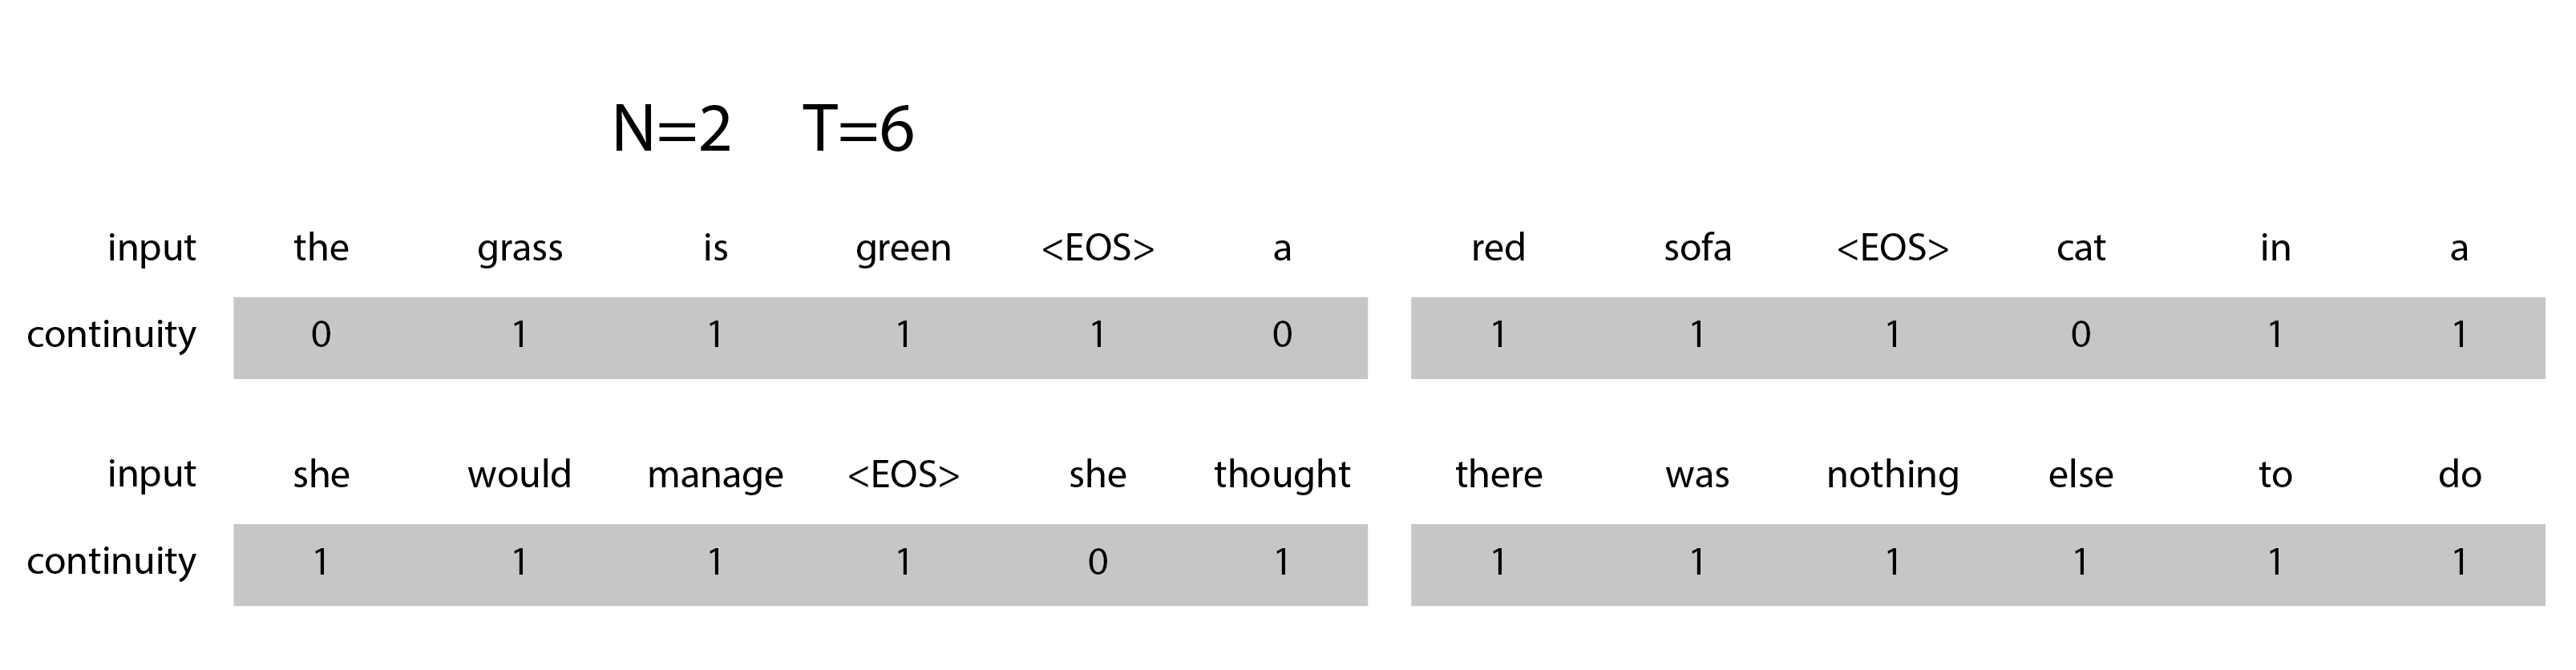 N=2 T=6
input the grass is green <EOS> a red sofa <EOS> cat in a
continuity 0 1 1 1 1 0 1 1 1 0 1 1
input she would manage <EOS> she thought there was nothing else to do
continuity 1 1 1 1 0 1 1 1 1 1 1 1